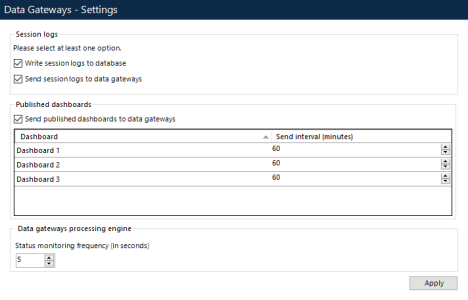 Data Gateways - Settings
Session logs
Please select at least one option.
Write session logs to database
Send session logs to data gateways
Published dashboards
Send published dashboards to data gateways
Dashboard Send interval (minutes)
Dashboard 1 60
Dashboard 2 60
Dashboard 3 60
Data gateways processing engine
Status monitoring frequency (in seconds)
5
Apply